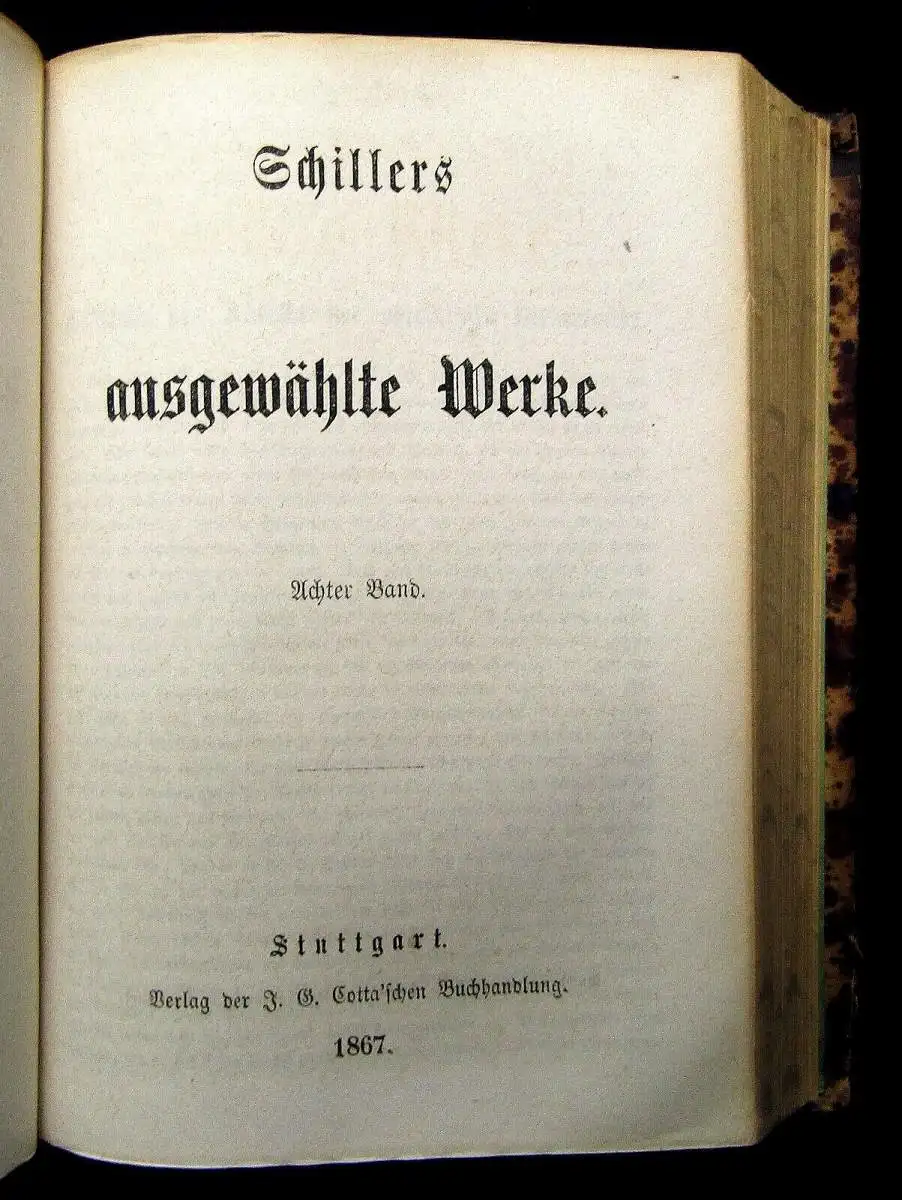 Schillers
ausgewählte Werke.
Achter Band.
Stuttgart.
Verlag der J. G. Cotta'schen Buchhandlung.
1867.